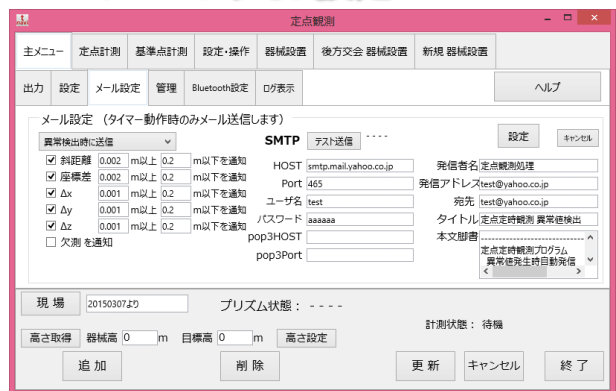 定点観測
主メニュー 定点計測 基準点計測 設定・操作 器械設置 後方交会 器械設置 新規 器械設置
出力 設定 メール設定 管理 Bluetooth設定 ログ表示 ヘルプ
メール設定 （タイマー動作時のみメール送信します）
異常検出時に送信 SMTP テスト送信 ---- 設定 キャンセル
斜距離 0.002 m以上 0.2 m以下を通知 HOST smtp.mail.yahoo.co.jp 発信者名 定点観測処理
座標差 0.002 m以上 0.2 m以下を通知 Port 465 発信アドレス test@yahoo.co.jp
Δx 0.001 m以上 0.2 m以下を通知 ユーザ名 test 宛先 test@yahoo.co.jp
Δy 0.001 m以上 0.2 m以下を通知 パスワード aaaaaa タイトル 定点定時観測 異常値検出
Δz 0.001 m以上 0.2 m以下を通知 pop3HOST 本文脚書 ----------------------------
欠測 を通知 pop3Port 定点定時観測プログラム
異常値発生時自動発信
現 場 20150307より プリズム状態： ----
計測状態： 待機
高さ取得 器械高 0 m 目標高 0 m 高さ設定
追 加 削 除 更 新 キャンセル 終 了